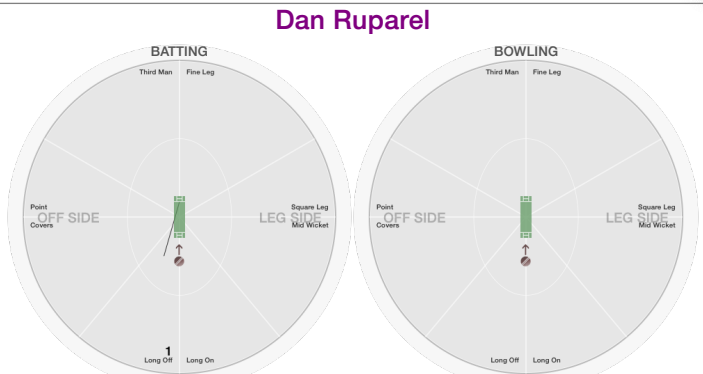 Dan Ruparel
BATTING
Third Man Fine Leg
Point
OFF SIDE
Covers
Square Leg
LEG SIDE
Mid Wicket
1
Long Off Long On
BOWLING
Third Man Fine Leg
Point
OFF SIDE
Covers
Square Leg
LEG SIDE
Mid Wicket
Long Off Long On